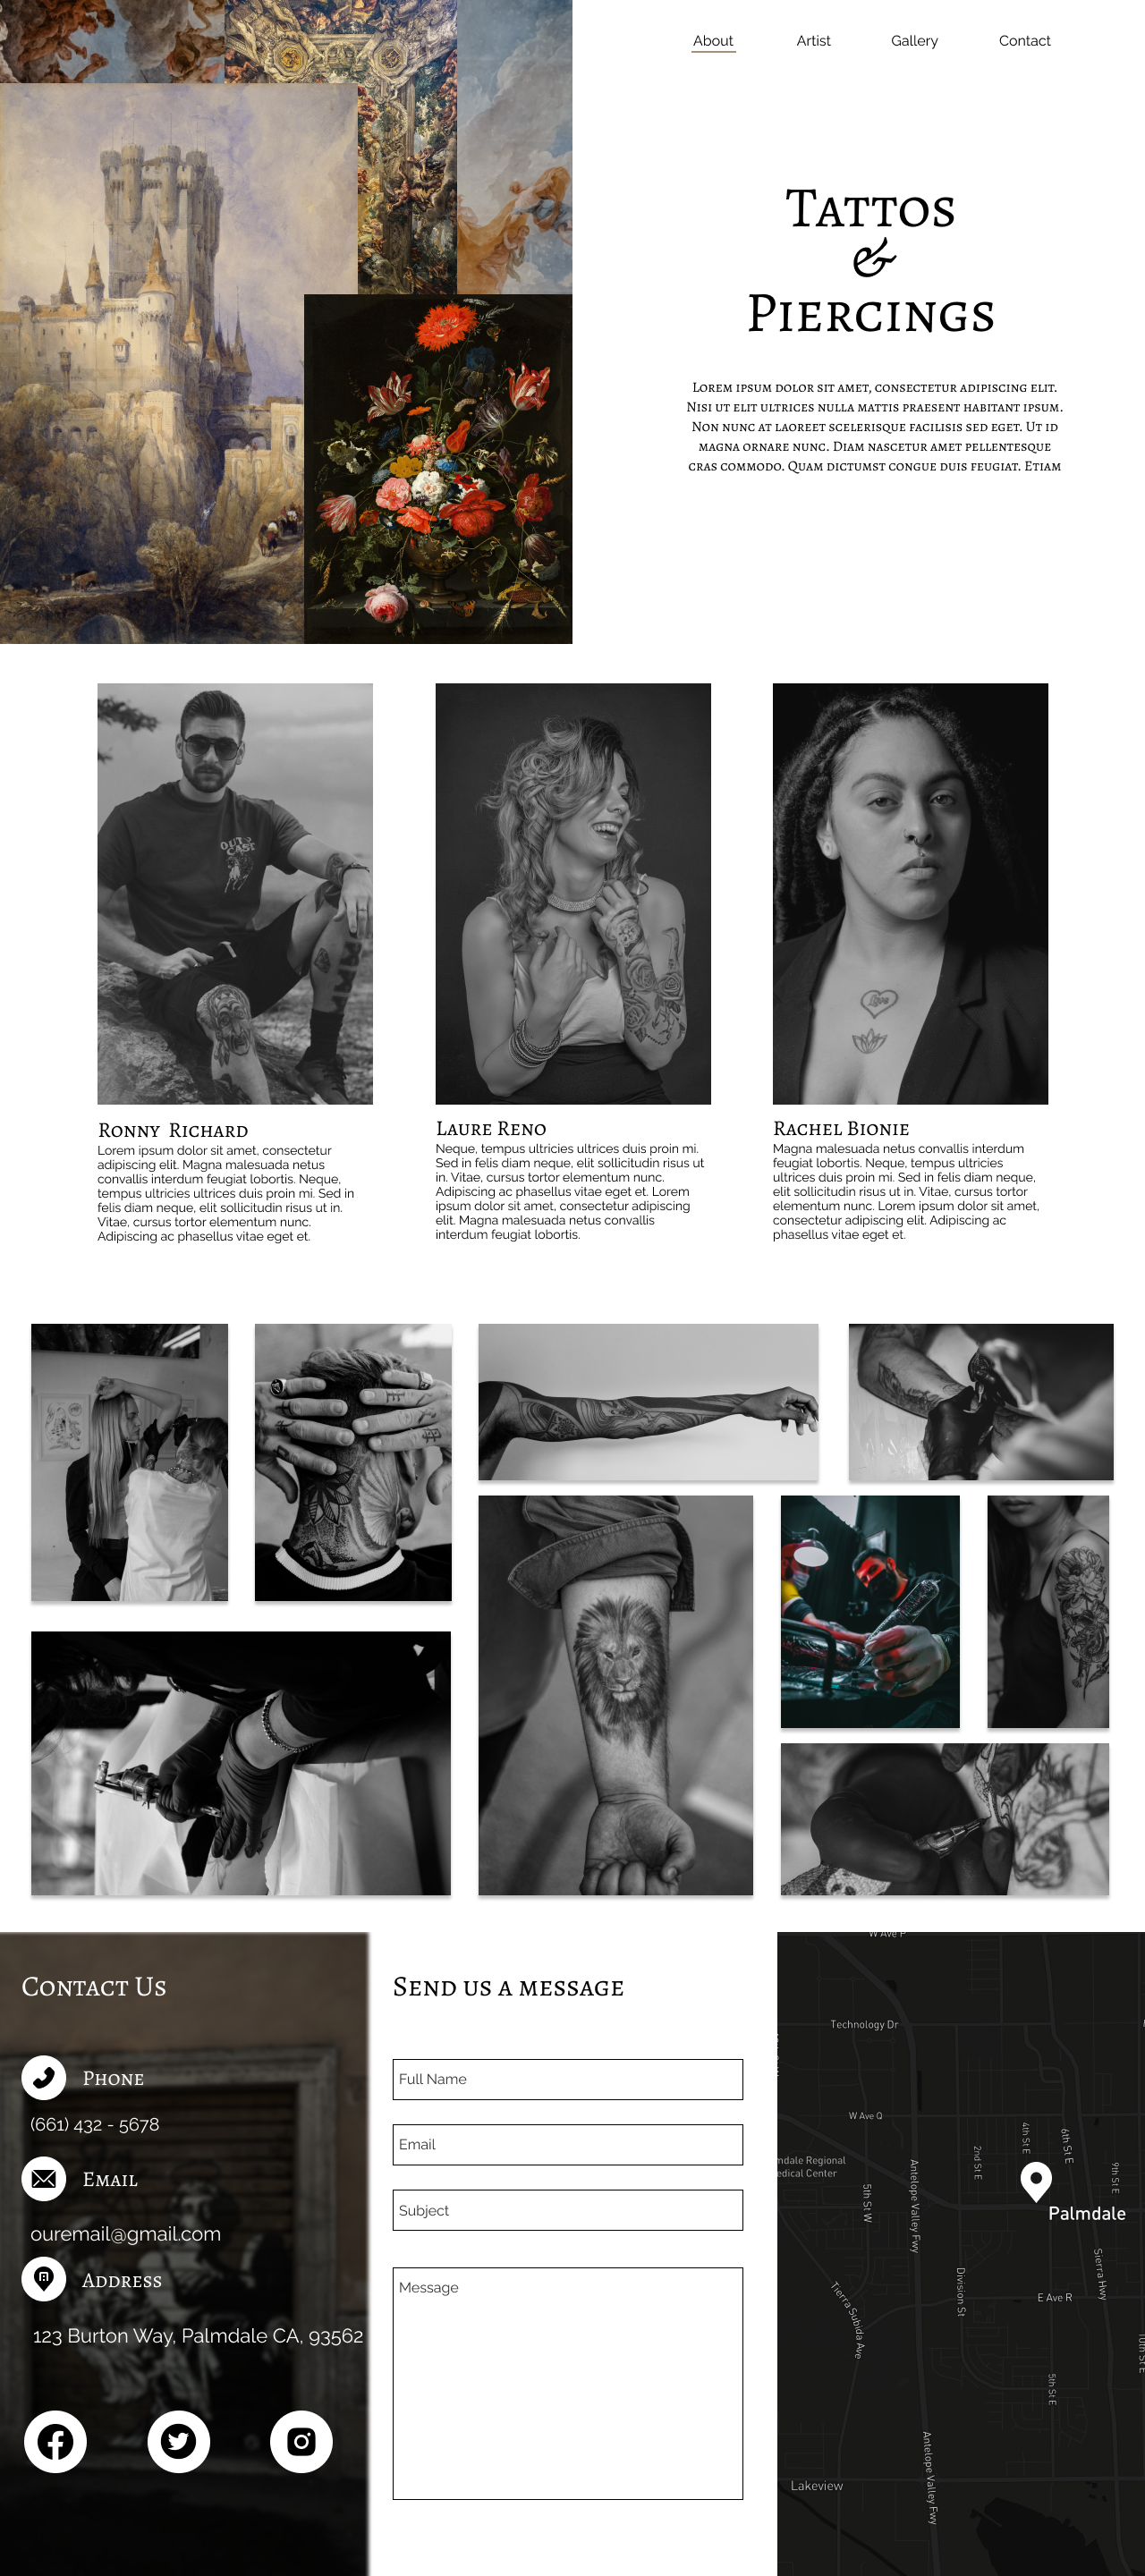 About Artist Gallery Contact
Tattos
&
Piercings
Lorem ipsum dolor sit amet, consectetur adipiscing elit.
Nisi ut elit ultrices nulla mattis praesent habitant ipsum.
Non nunc at laoreet scelerisque facilisis sed eget. Ut id
magna ornare nunc. Diam nascetur amet pellentesque
cras commodo. Quam dictumst congue duis feugiat. Etiam
OUT
CAST
Love
Ronny Richard
Lorem ipsum dolor sit amet, consectetur
adipiscing elit. Magna malesuada netus
convallis interdum feugiat lobortis. Neque,
tempus ultricies ultrices duis proin mi. Sed in
felis diam neque, elit sollicitudin risus ut in.
Vitae, cursus tortor elementum nunc.
Adipiscing ac phasellus vitae eget et.
Laure Reno
Neque, tempus ultricies ultrices duis proin mi.
Sed in felis diam neque, elit sollicitudin risus ut
in. Vitae, cursus tortor elementum nunc.
Adipiscing ac phasellus vitae eget et. Lorem
ipsum dolor sit amet, consectetur adipiscing
elit. Magna malesuada netus convallis
interdum feugiat lobortis.
Rachel Bionie
Magna malesuada netus convallis interdum
feugiat lobortis. Neque, tempus ultricies
ultrices duis proin mi. Sed in felis diam neque,
elit sollicitudin risus ut in. Vitae, cursus tortor
elementum nunc. Lorem ipsum dolor sit amet,
consectetur adipiscing elit. Adipiscing ac
phasellus vitae eget et.
Contact Us
Phone
(661) 432 - 5678
Email
ouremail@gmail.com
Address
123 Burton Way, Palmdale CA, 93562
Send us a message
Full Name
Email
Subject
Message
W Ave P
Technology Dr
W Ave Q
4th St E
6th St E
2nd St E
9th St E
mdale Regional
edical Center
5th St W
Antelope Valley Fwy
Palmdale
Sierra Hwy
Division St
E Ave R
Tierra Subida Ave
10th St E
5th St E
Antelope Valley Fwy
Lakeview